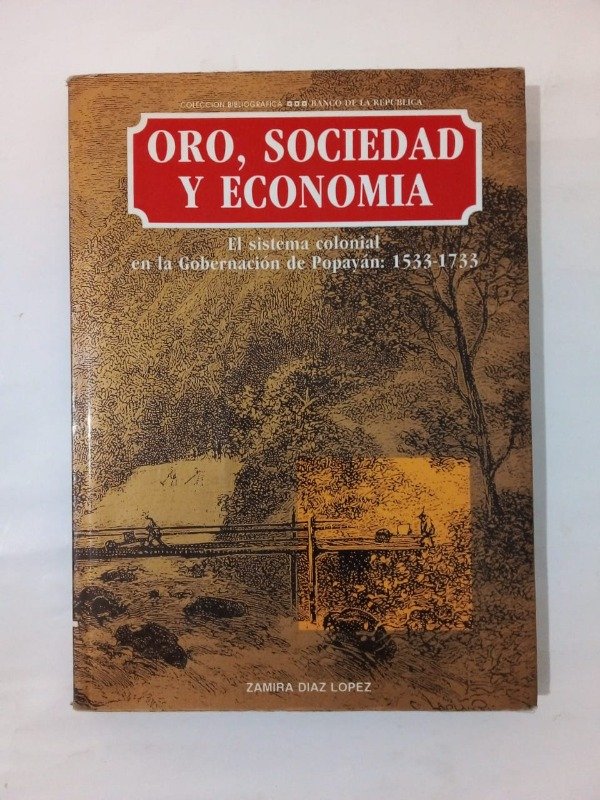 COLECCION BIBLIOGRAFICA BANCO DE LA REPUBLICA
ORO, SOCIEDAD
Y ECONOMIA
El sistema colonial
en la Gobernación de Popayán: 1533-1733
ZAMIRA DIAZ LOPEZ